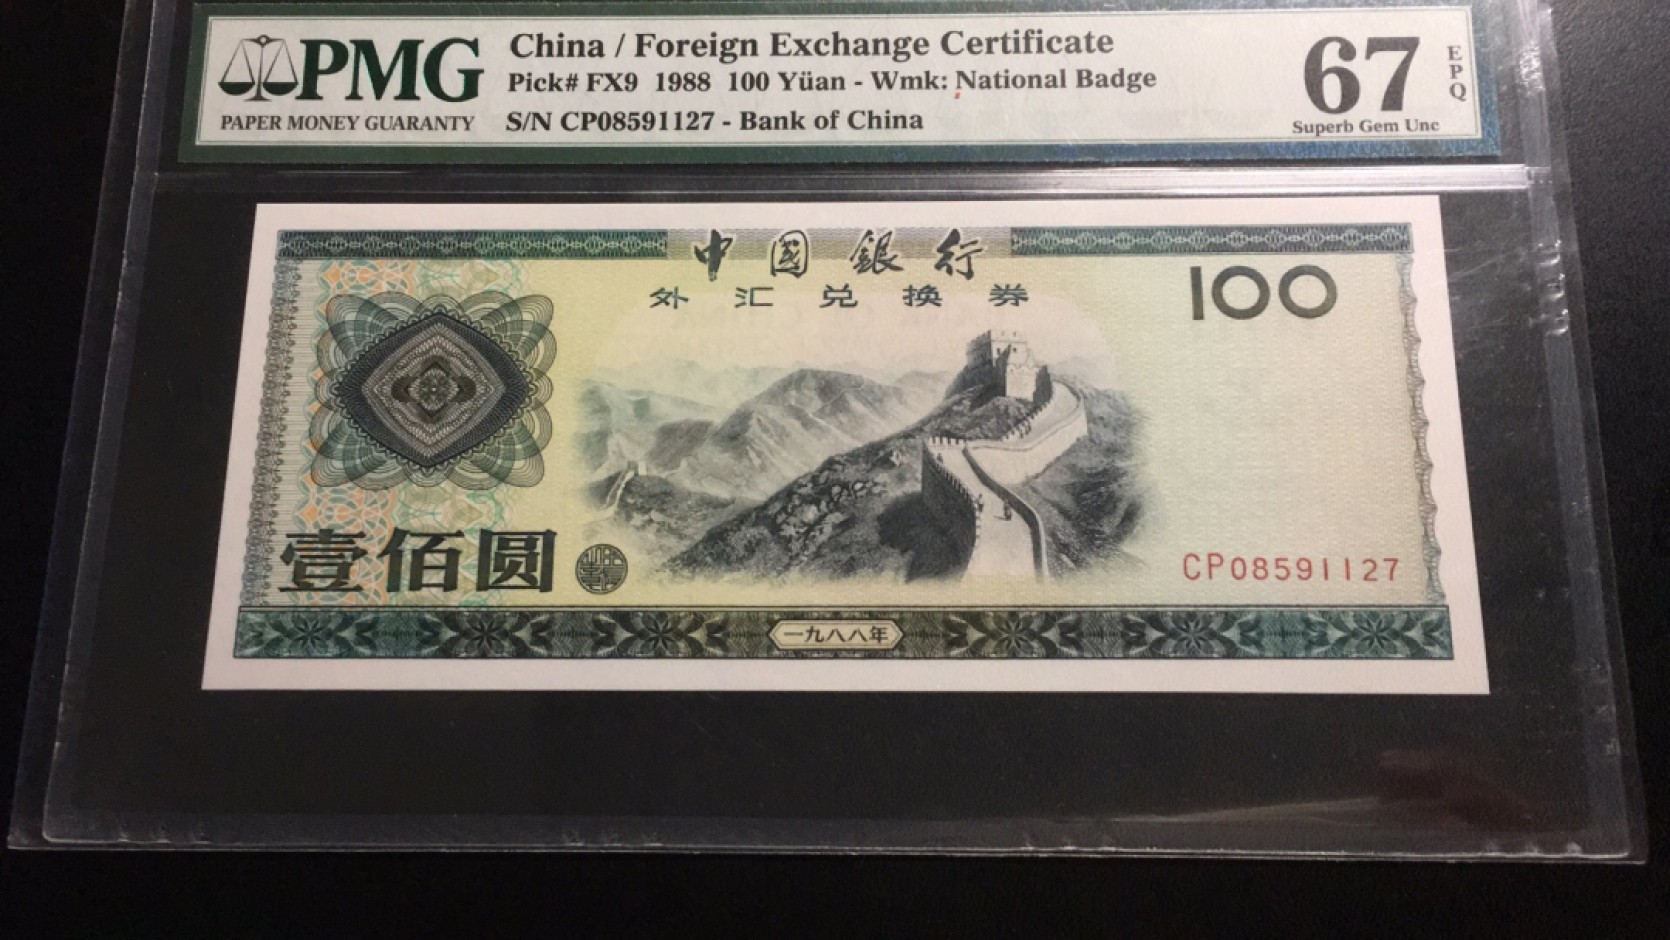 PMG
PAPER MONEY GUARANTY
China / Foreign Exchange Certificate
Pick# FX9 1988 100 Yüan - Wmk: National Badge
S/N CP08591127 - Bank of China
67
EPQ
Superb Gem Unc
中國銀行
外汇兑换券
100
壹佰圆
CP08591127
一九八八年